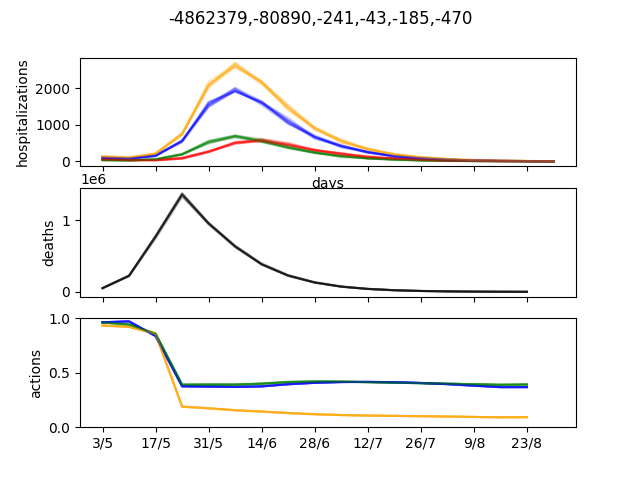 -4862379,-80890,-241,-43,-185,-470
hospitalizations
2000
1000
0
days
1e6
deaths
1
0
actions
1.0
0.5
0.0
3/5 17/5 31/5 14/6 28/6 12/7 26/7 9/8 23/8